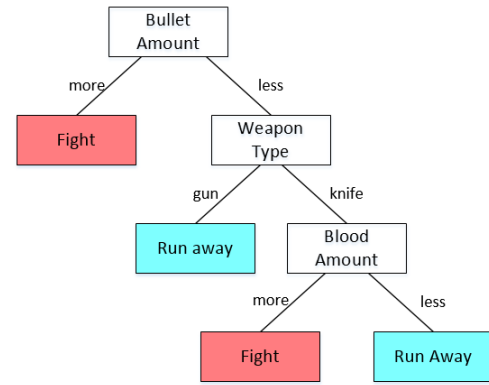 Bullet
Amount
more
less
Fight
Weapon
Type
gun
knife
Run away
Blood
Amount
more
less
Fight
Run Away